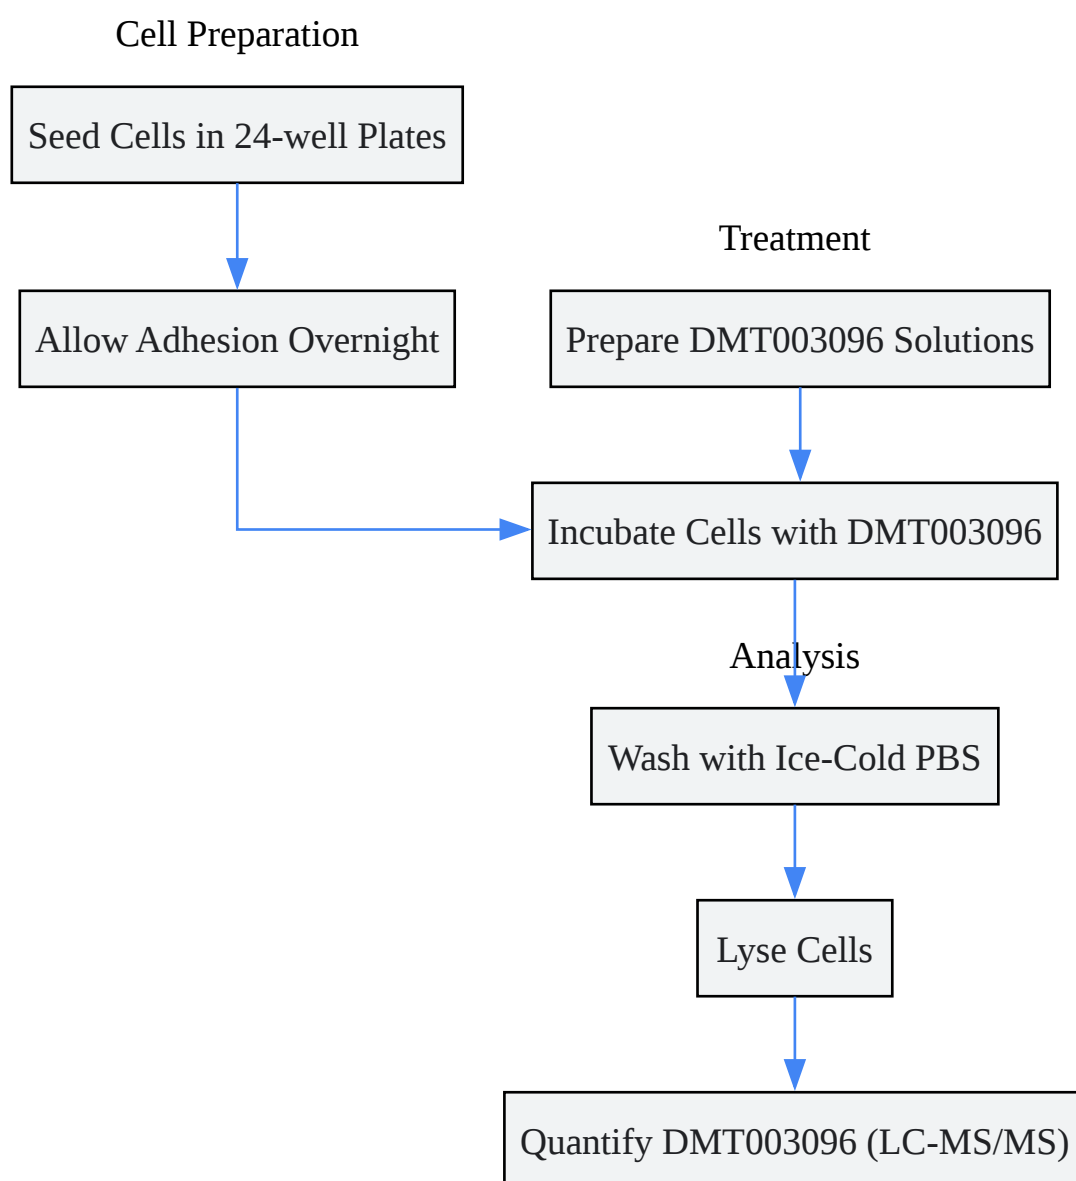 Cell Preparation
Seed Cells in 24-well Plates
Allow Adhesion Overnight
Treatment
Prepare DMT003096 Solutions
Incubate Cells with DMT003096
Analysis
Wash with Ice-Cold PBS
Lyse Cells
Quantify DMT003096 (LC-MS/MS)